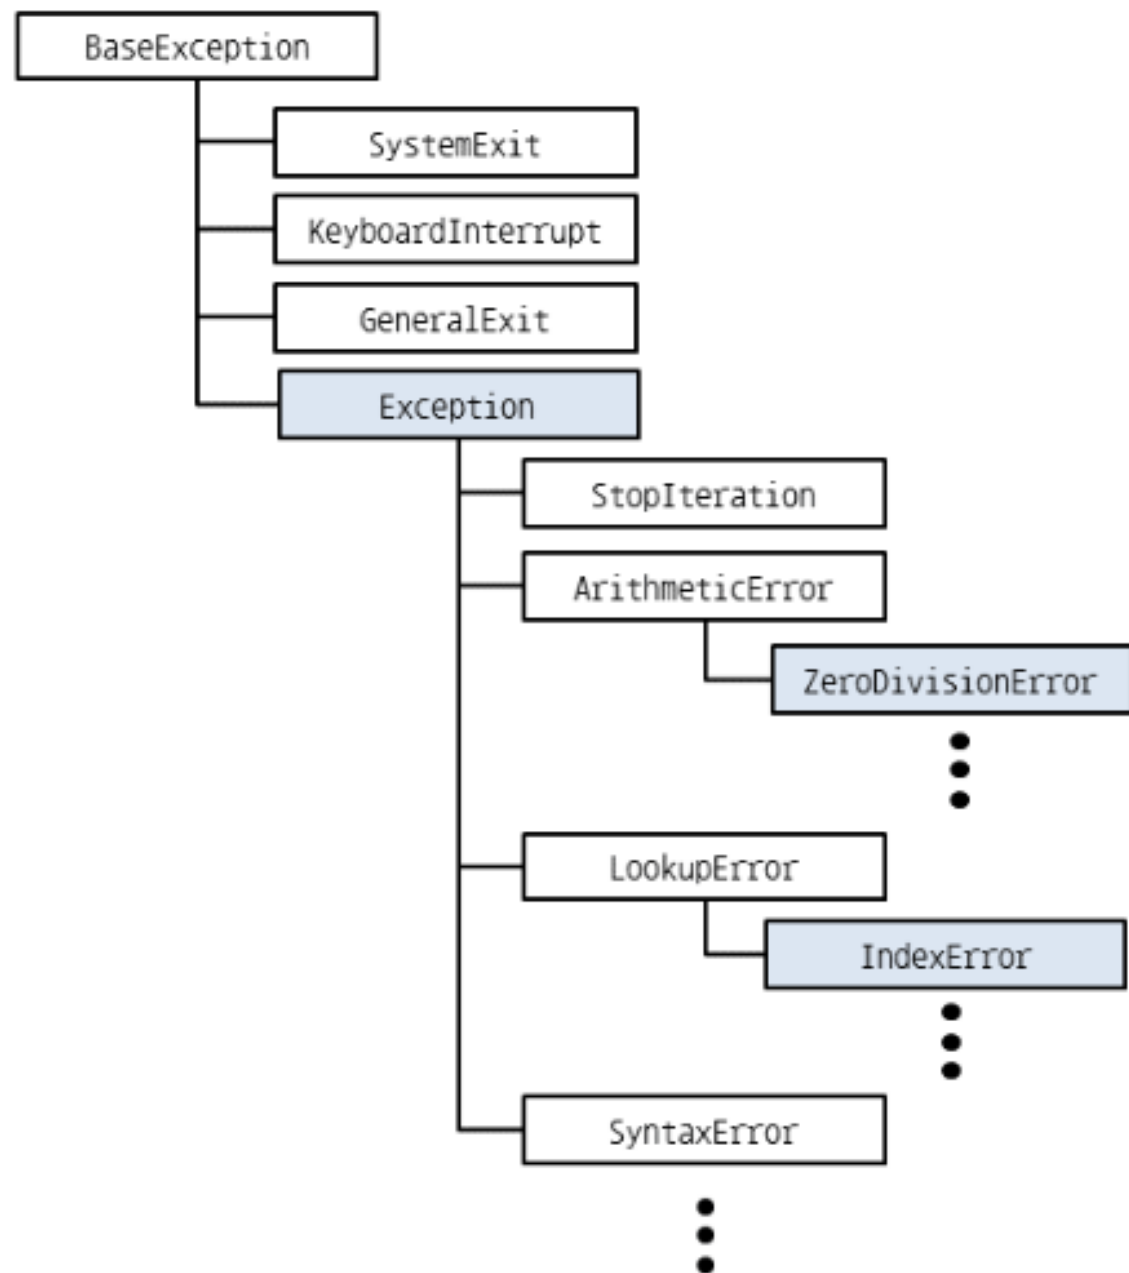 BaseException
SystemExit
KeyboardInterrupt
GeneralExit
Exception
StopIteration
ArithmeticError
ZeroDivisionError
LookupError
IndexError
SyntaxError